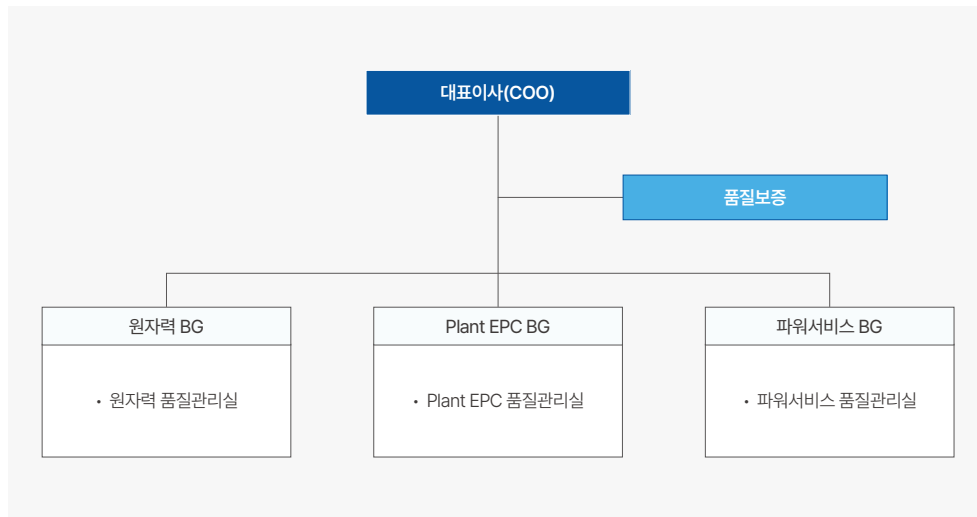 대표이사(COO)
품질보증
원자력 BG
• 원자력 품질관리실
Plant EPC BG
• Plant EPC 품질관리실
파워서비스 BG
• 파워서비스 품질관리실